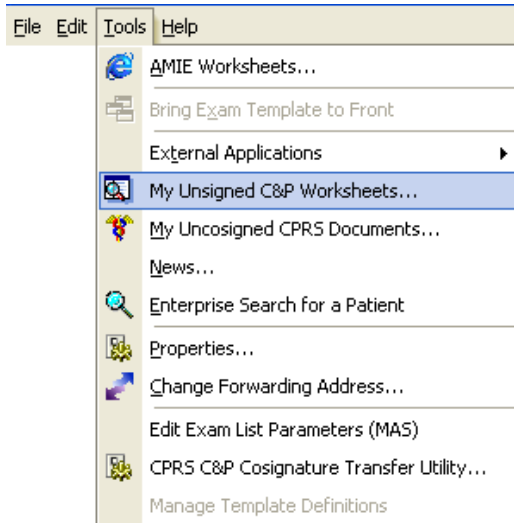 File Edit Tools Help
AMIE Worksheets...
Bring Exam Template to Front
External Applications
My Unsigned C&P Worksheets...
My Uncosigned CPRS Documents...
News...
Enterprise Search for a Patient
Properties...
Change Forwarding Address...
Edit Exam List Parameters (MAS)
CPRS C&P Cosignature Transfer Utility...
Manage Template Definitions